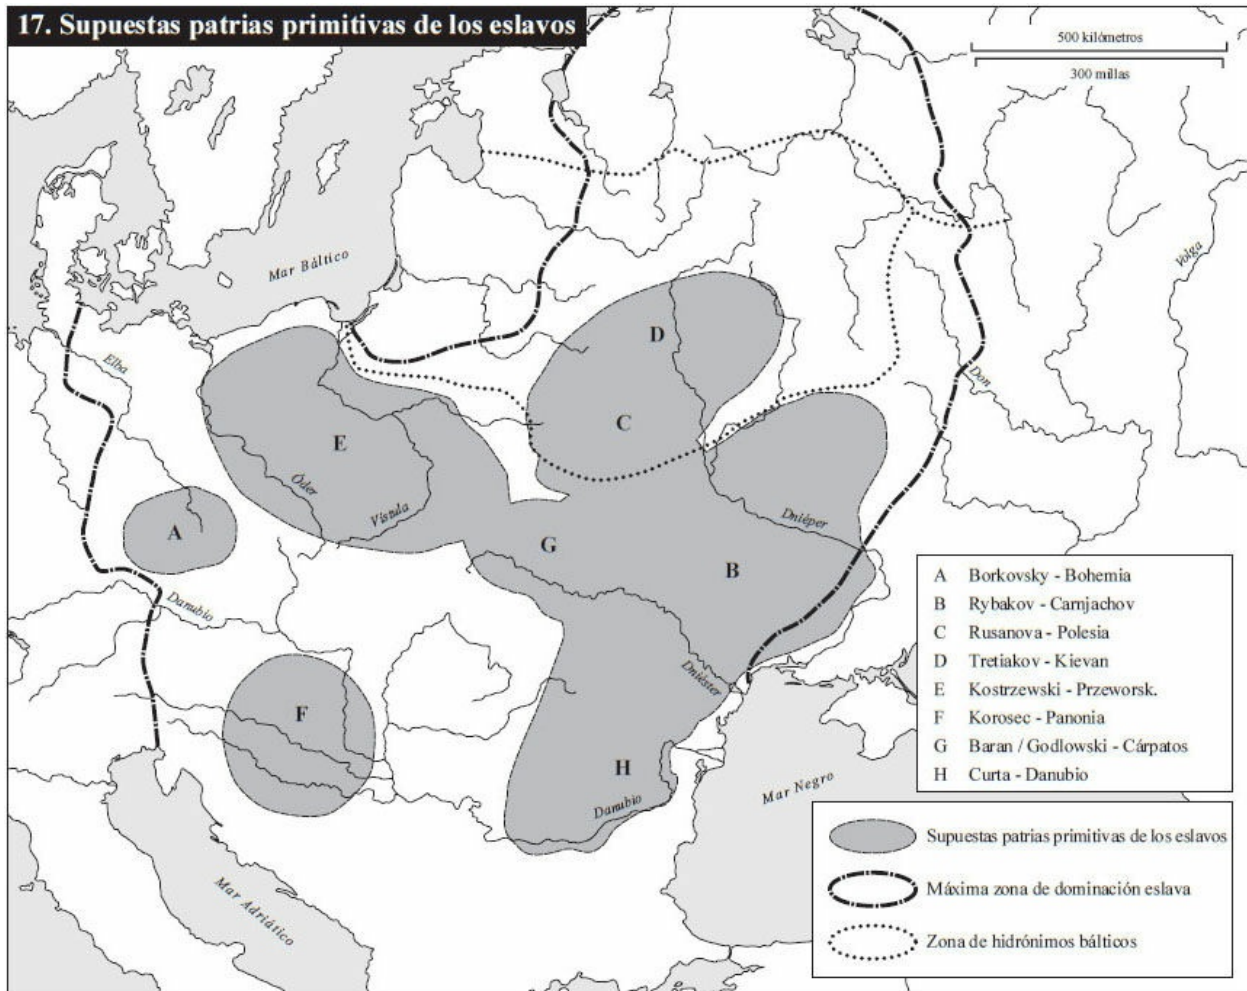 17. Supuestas patrias primitivas de los eslavos
500 kilómetros
300 millas
Mar Báltico
Volga
Elba
D
Don
C
E
Óder
Vístula
A
G
Dniéper
B
Danubio
Dniéster
F
H
Danubio
Mar Negro
Mar Adriático
A Borkovsky - Bohemia
B Rybakov - Carnjachov
C Rusanova - Polesia
D Tretiakov - Kievan
E Kostrzewski - Przeworsk.
F Korosec - Panonia
G Baran / Godlowski - Cárpatos
H Curta - Danubio
Supuestas patrias primitivas de los eslavos
Máxima zona de dominación eslava
Zona de hidrónimos bálticos